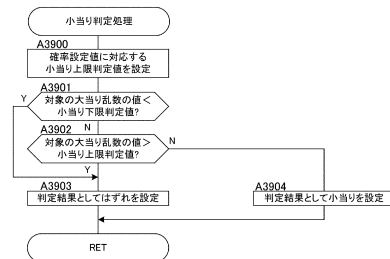 小当り判定処理
A3900
確率設定値に対応する
小当り上限判定値を設定
A3901
Y
対象の大当り乱数の値<
小当り下限判定値?
N
A3902
対象の大当り乱数の値>
小当り上限判定値?
N
Y
A3903
判定結果としてはずれを設定
A3904
判定結果として小当りを設定
RET